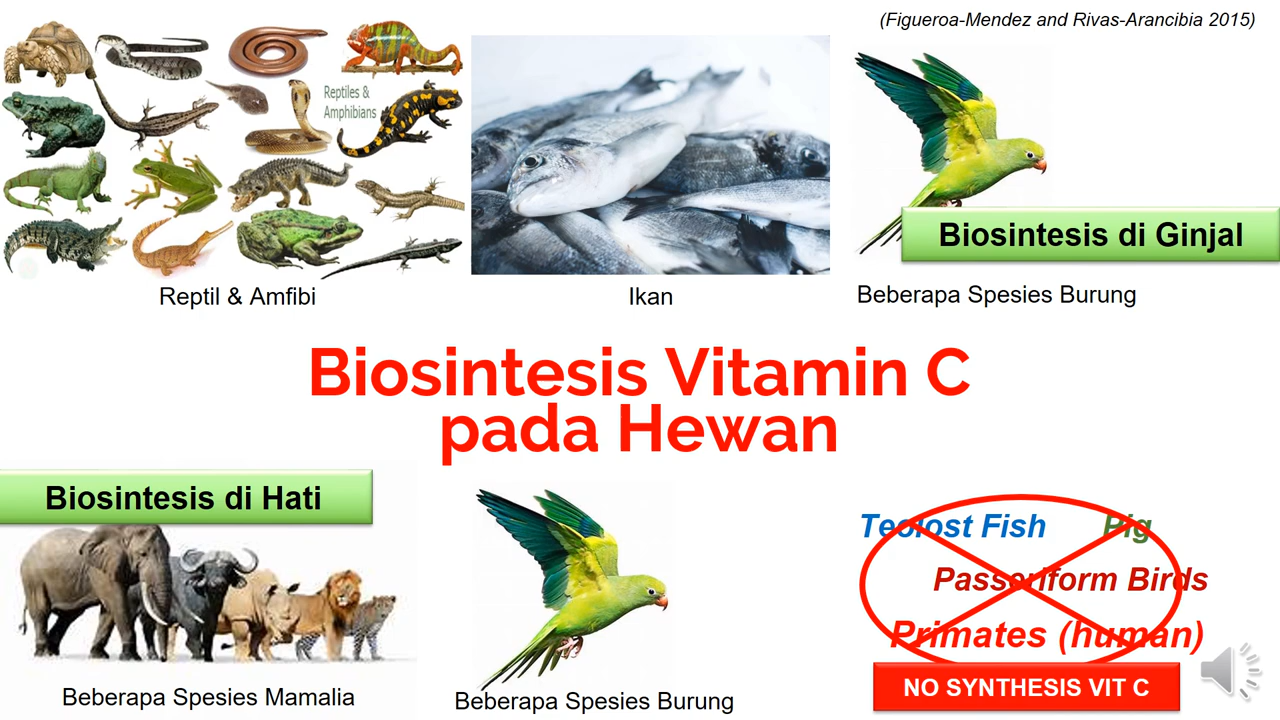 (Figueroa-Mendez and Rivas-Arancibia 2015)
Reptiles &
Amphibians
Biosintesis di Ginjal
Reptil & Amfibi
Ikan
Beberapa Spesies Burung
Biosintesis Vitamin C
pada Hewan
Biosintesis di Hati
Teolost Fish
Pig
Passeriform Birds
Primates (human)
NO SYNTHESIS VIT C
Beberapa Spesies Mamalia
Beberapa Spesies Burung